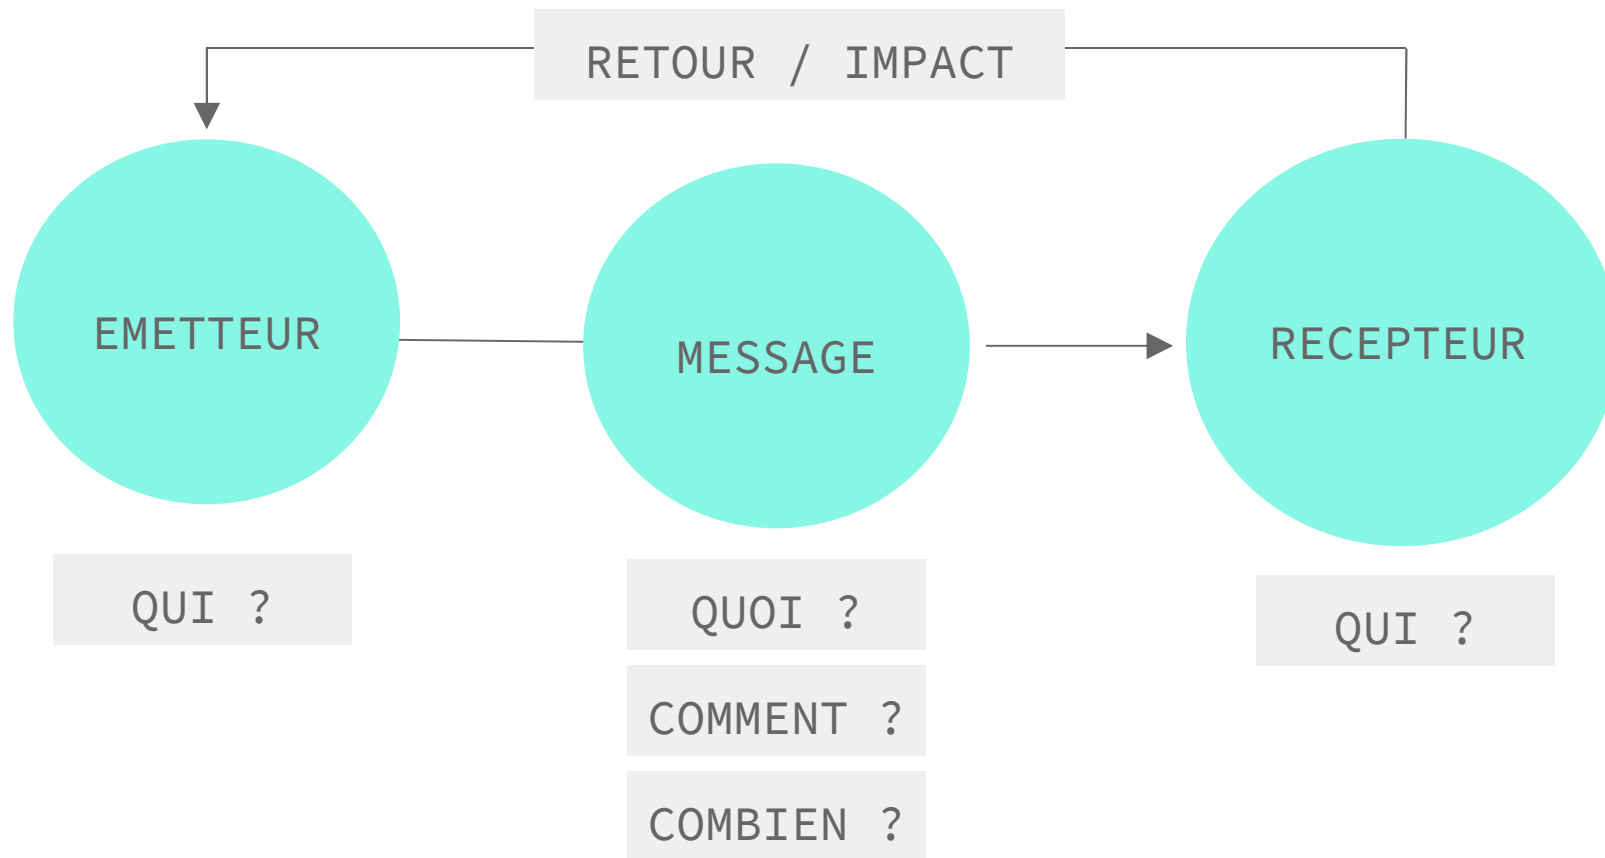 RETOUR / IMPACT
EMETTEUR
MESSAGE
RECEPTEUR
QUI ?
QUOI ?
QUI ?
COMMENT ?
COMBIEN ?